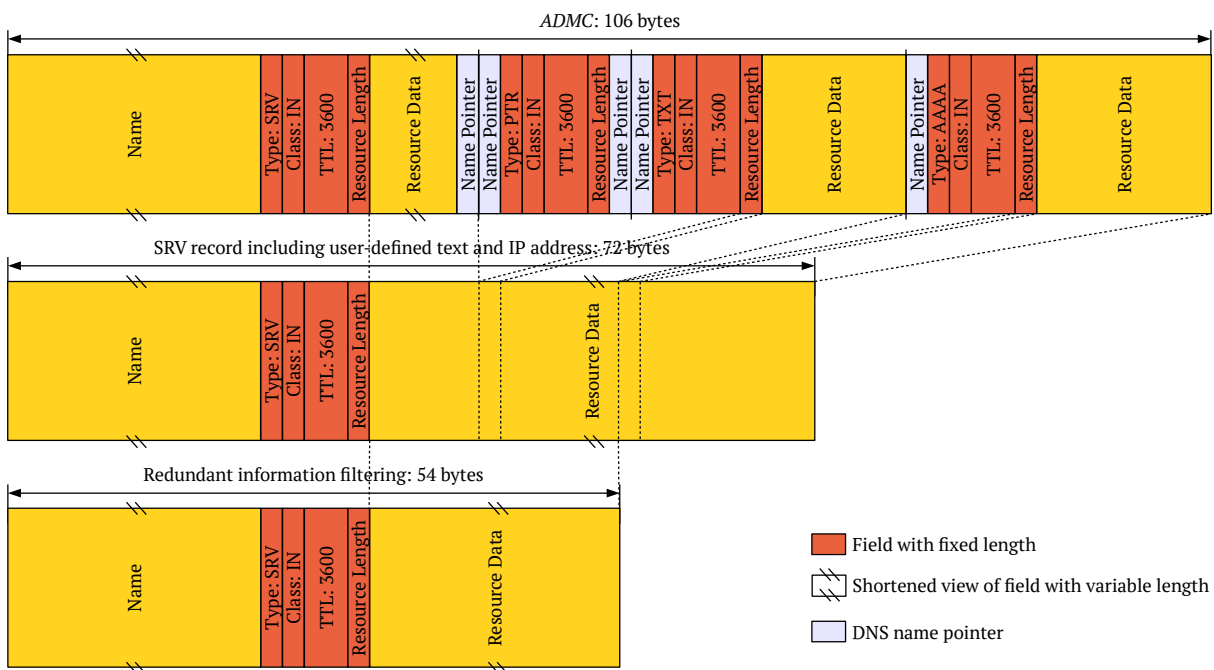 ADMC: 106 bytes
Name
Type: SRV
Class: IN
TTL: 3600
Resource Length
Resource Data
Name Pointer
Name Pointer
Type: PTR
Class: IN
TTL: 3600
Resource Length
Name Pointer
Name Pointer
Type: TXT
Class: IN
TTL: 3600
Resource Length
Resource Data
Name Pointer
Type: AAAA
Class: IN
TTL: 3600
Resource Length
Resource Data
SRV record including user-defined text and IP address: 72 bytes
Name
Type: SRV
Class: IN
TTL: 3600
Resource Length
Resource Data
Redundant information filtering: 54 bytes
Name
Type: SRV
Class: IN
TTL: 3600
Resource Length
Resource Data
Field with fixed length
Shortened view of field with variable length
DNS name pointer